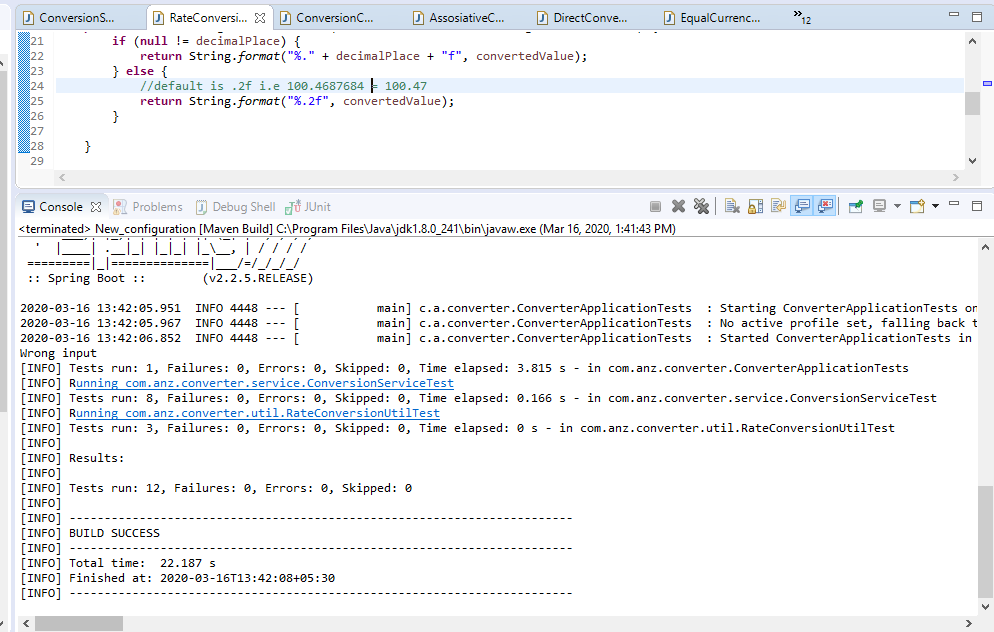 ConversionS... RateConversi... ConversionC... AssosiativeC... DirectConve... EqualCurrenc... »12
21 if (null != decimalPlace) {
22 return String.format("%." + decimalPlace + "f", convertedValue);
23 } else {
24 //default is .2f i.e 100.4687684 = 100.47
25 return String.format("%.2f", convertedValue);
26 }
27
28 }
29
Console Problems Debug Shell JUnit
<terminated> New_configuration [Maven Build] C:\Program Files\Java\jdk1.8.0_241\bin\javaw.exe (Mar 16, 2020, 1:41:43 PM)
' |____| .__|_| |_|_| |_\__, | / / / /
=========|_|==============|___/=/_/_/_/
:: Spring Boot :: (v2.2.5.RELEASE)
2020-03-16 13:42:05.951 INFO 4448 --- [ main] c.a.converter.ConverterApplicationTests : Starting ConverterApplicationTests on
2020-03-16 13:42:05.967 INFO 4448 --- [ main] c.a.converter.ConverterApplicationTests : No active profile set, falling back t
2020-03-16 13:42:06.852 INFO 4448 --- [ main] c.a.converter.ConverterApplicationTests : Started ConverterApplicationTests in
Wrong input
[INFO] Tests run: 1, Failures: 0, Errors: 0, Skipped: 0, Time elapsed: 3.815 s - in com.anz.converter.ConverterApplicationTests
[INFO] Running com.anz.converter.service.ConversionServiceTest
[INFO] Tests run: 8, Failures: 0, Errors: 0, Skipped: 0, Time elapsed: 0.166 s - in com.anz.converter.service.ConversionServiceTest
[INFO] Running com.anz.converter.util.RateConversionUtilTest
[INFO] Tests run: 3, Failures: 0, Errors: 0, Skipped: 0, Time elapsed: 0 s - in com.anz.converter.util.RateConversionUtilTest
[INFO]
[INFO] Results:
[INFO]
[INFO] Tests run: 12, Failures: 0, Errors: 0, Skipped: 0
[INFO]
[INFO] ------------------------------------------------------------------------
[INFO] BUILD SUCCESS
[INFO] ------------------------------------------------------------------------
[INFO] Total time: 22.187 s
[INFO] Finished at: 2020-03-16T13:42:08+05:30
[INFO] ------------------------------------------------------------------------